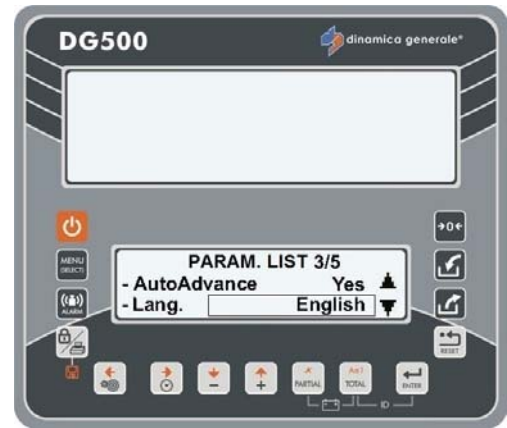 DG500
dinamica generale®
MENU
(SELECT)
ALARM
PARAM. LIST 3/5
- AutoAdvance Yes
- Lang. English
→0←
RESET
PARTIAL
TOTAL
ENTER
ID